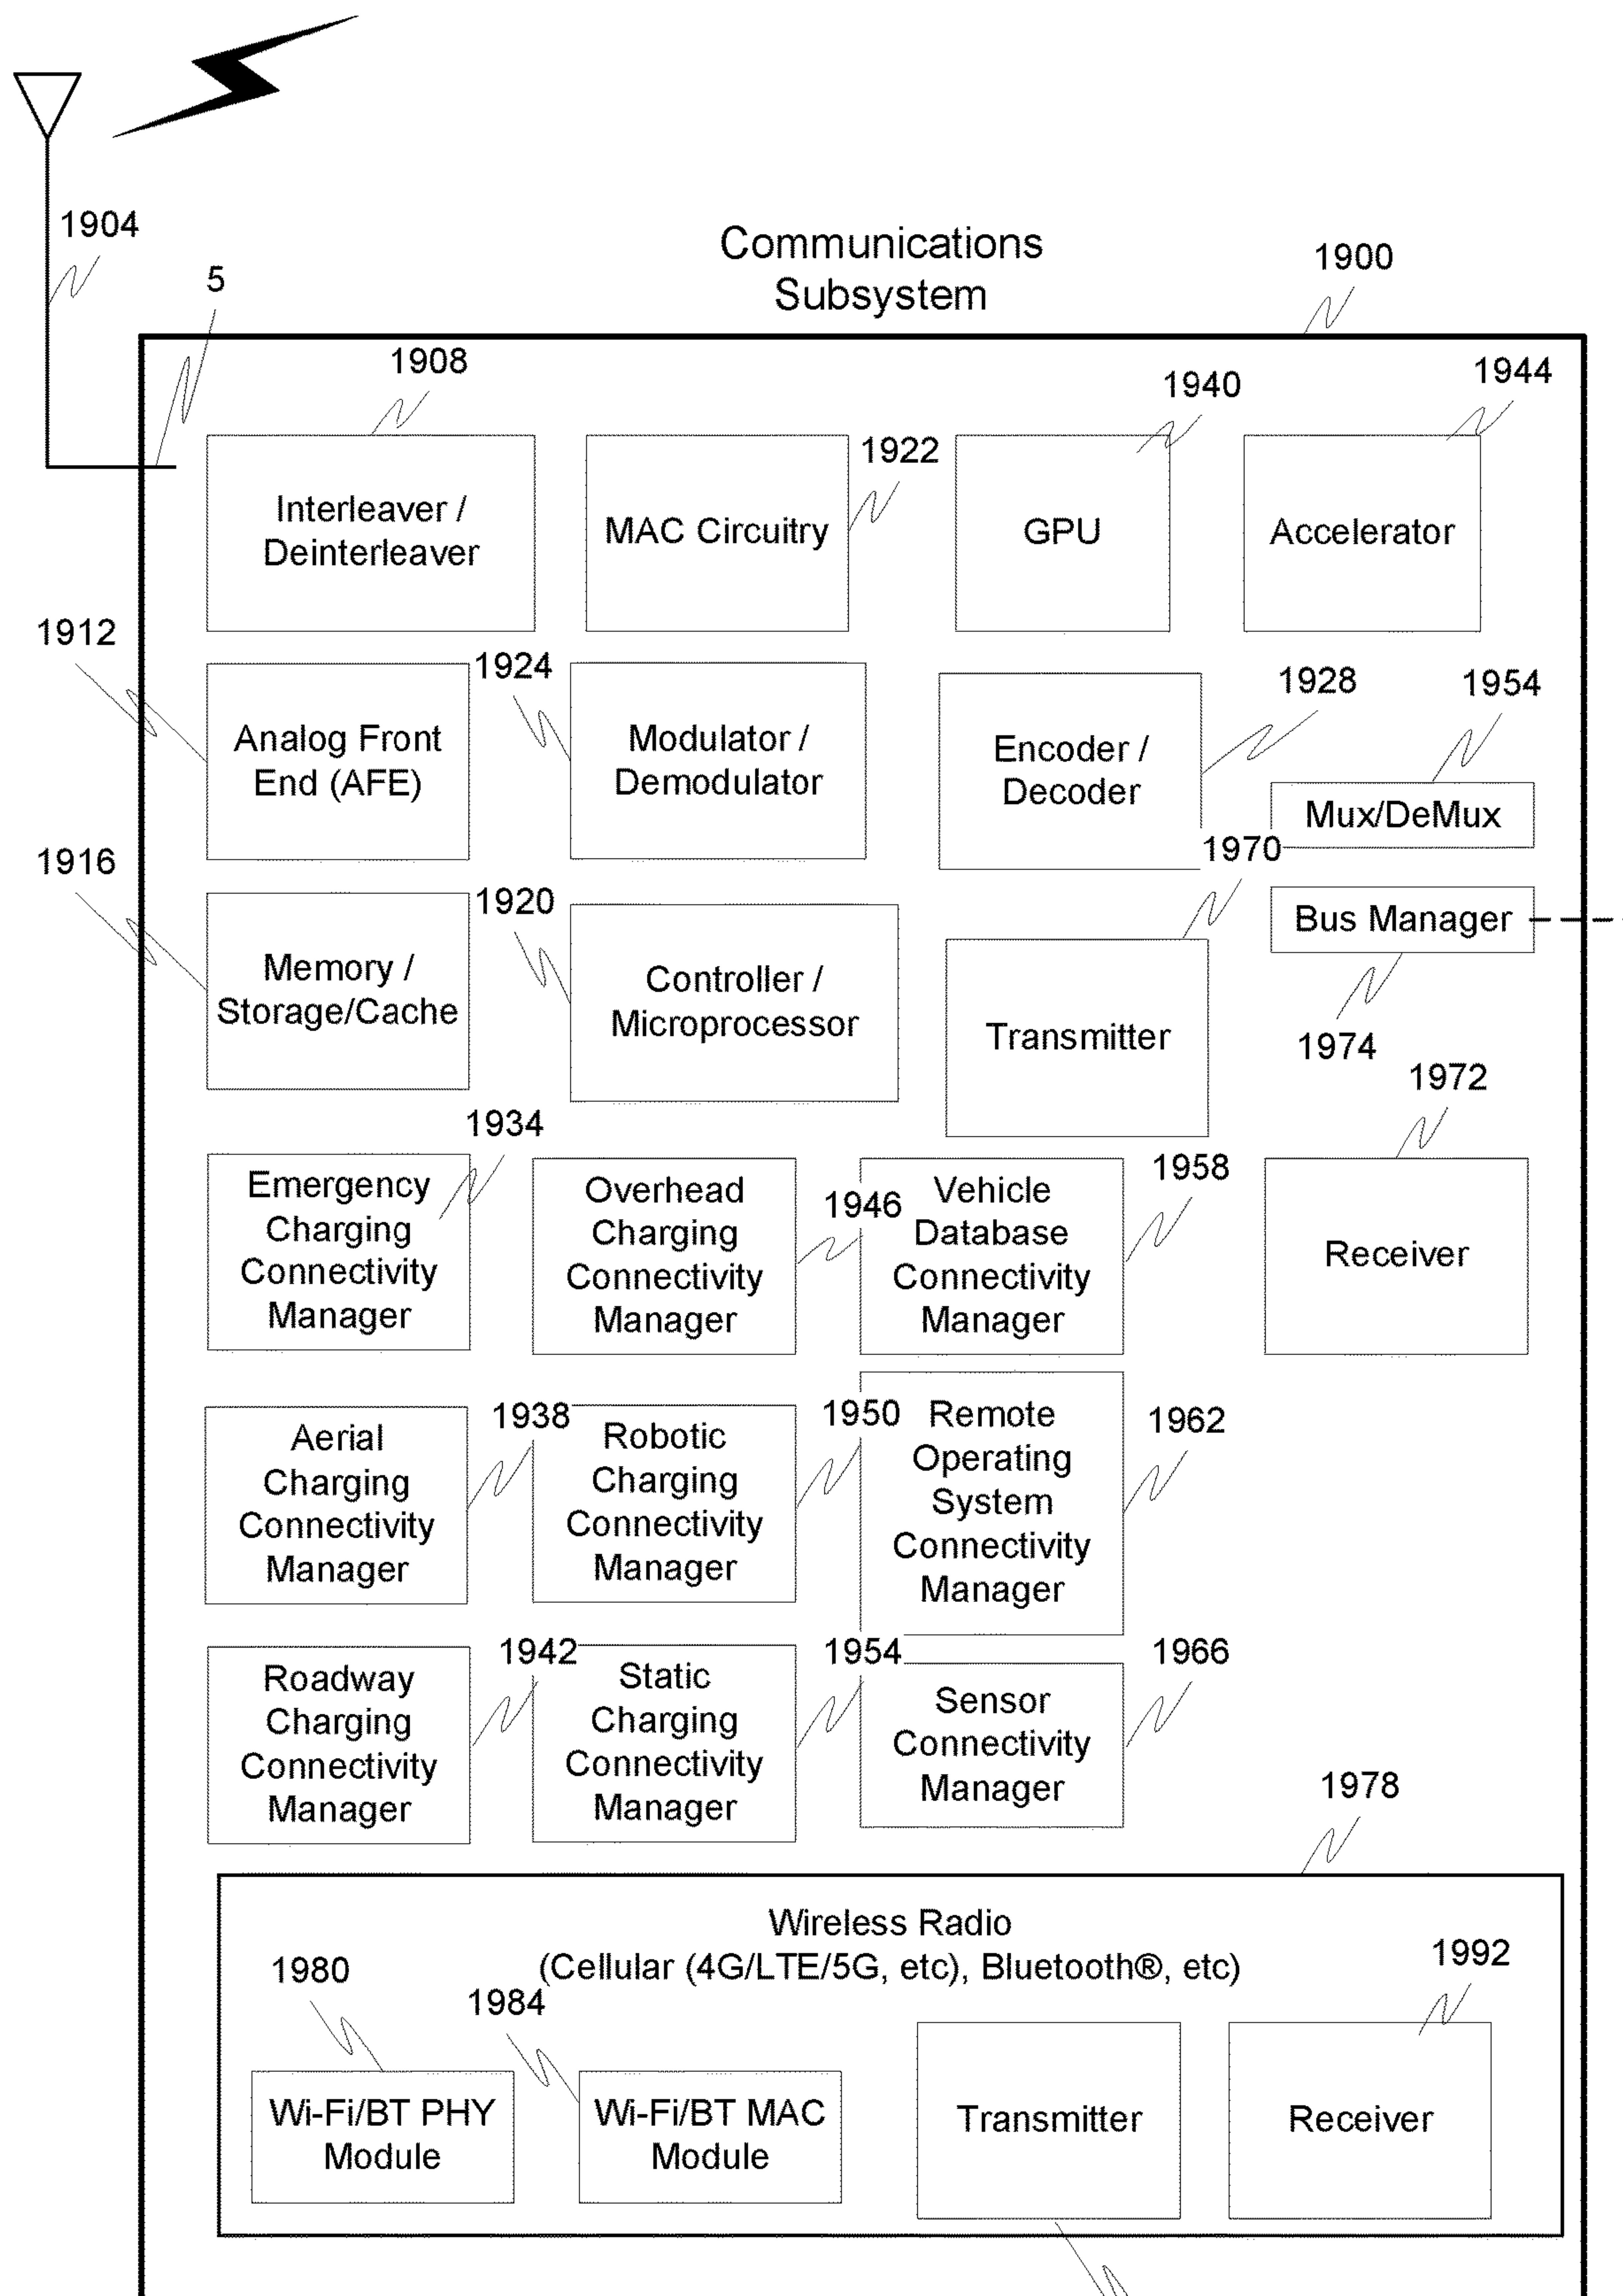 1904
5
Communications
Subsystem
1900
1908
1940
1944
1922
Interleaver /
Deinterleaver
MAC Circuitry
GPU
Accelerator
1912
1924
1928
1954
Analog Front
End (AFE)
Modulator /
Demodulator
Encoder /
Decoder
Mux/DeMux
1970
1916
1920
Bus Manager
Memory /
Storage/Cache
Controller /
Microprocessor
Transmitter
1974
1972
1934
Emergency
Charging
Connectivity
Manager
Overhead
Charging
Connectivity
Manager
1946
Vehicle
Database
Connectivity
Manager
1958
Receiver
Aerial
Charging
Connectivity
Manager
1938
Robotic
Charging
Connectivity
Manager
1950
Remote
Operating
System
Connectivity
Manager
1962
Roadway
Charging
Connectivity
Manager
1942
Static
Charging
Connectivity
Manager
1954
Sensor
Connectivity
Manager
1966
1978
Wireless Radio
(Cellular (4G/LTE/5G, etc), Bluetooth®, etc)
1980
1984
1992
Wi-Fi/BT PHY
Module
Wi-Fi/BT MAC
Module
Transmitter
Receiver